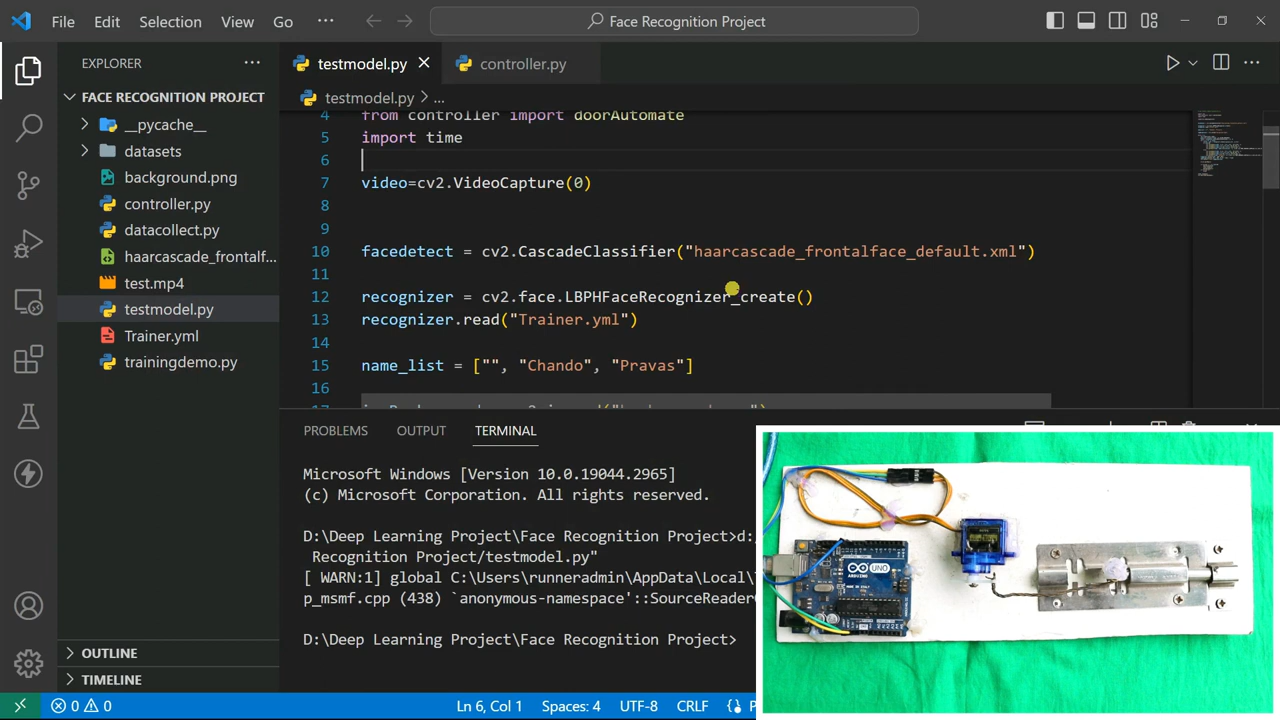 File Edit Selection View Go ··· Face Recognition Project
EXPLORER ···
FACE RECOGNITION PROJECT
__pycache__
datasets
background.png
controller.py
datacollect.py
haarcascade_frontalf...
test.mp4
testmodel.py
Trainer.yml
trainingdemo.py
OUTLINE
TIMELINE
testmodel.py controller.py
testmodel.py > ...
4 from controller import doorAutomate
5 import time
6
7 video=cv2.VideoCapture(0)
8
9
10 facedetect = cv2.CascadeClassifier("haarcascade_frontalface_default.xml")
11
12 recognizer = cv2.face.LBPHFaceRecognizer_create()
13 recognizer.read("Trainer.yml")
14
15 name_list = ["", "Chando", "Pravas"]
16
PROBLEMS OUTPUT TERMINAL
Microsoft Windows [Version 10.0.19044.2965]
(c) Microsoft Corporation. All rights reserved.
D:\Deep Learning Project\Face Recognition Project>d:
Recognition Project/testmodel.py"
[ WARN:1] global C:\Users\runneradmin\AppData\Local\
p_msmf.cpp (438) `anonymous-namespace'::SourceReader
D:\Deep Learning Project\Face Recognition Project>
UNO
ARDUINO
0 0 Ln 6, Col 1 Spaces: 4 UTF-8 CRLF